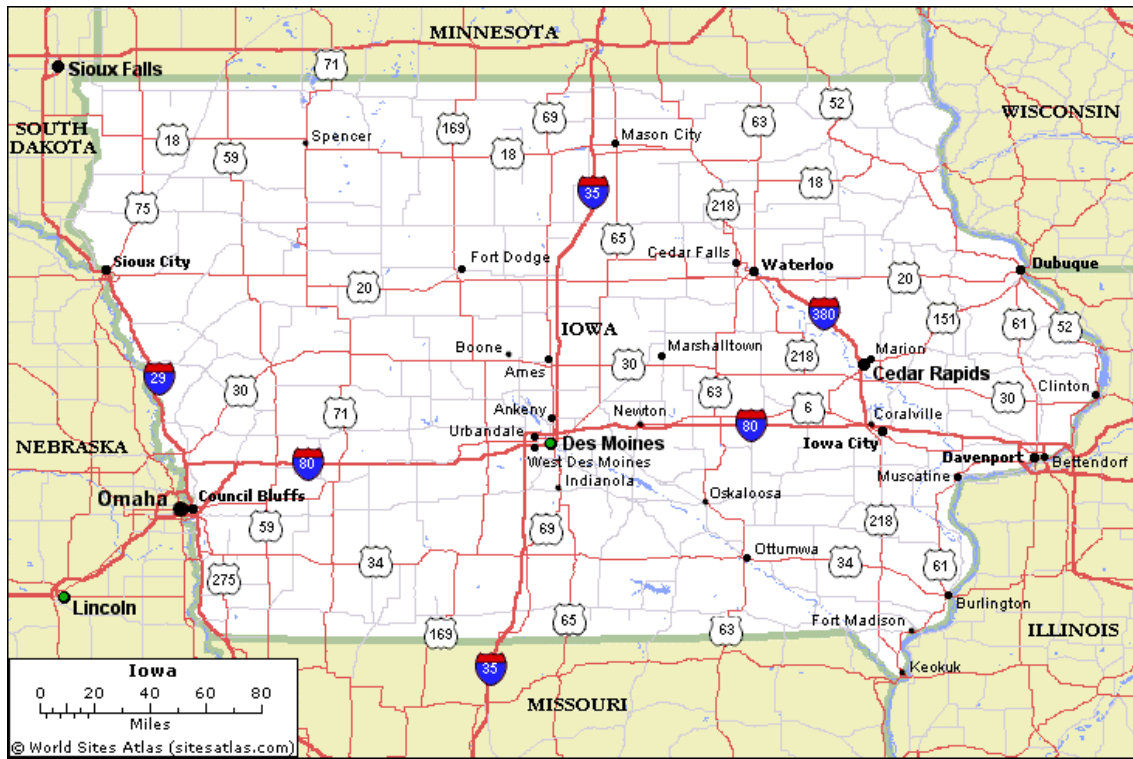 MINNESOTA
Sioux Falls
71
52
WISCONSIN
69
63
169
SOUTH
DAKOTA
18
Spencer
Mason City
59
18
18
35
75
218
65
Cedar Falls
Sioux City
Fort Dodge
Waterloo
Dubuque
20
20
380
151
61
52
IOWA
Boone
Ames
Marshalltown
218
Marion
Cedar Rapids
30
29
30
63
30
Clinton
71
Ankeny
Newton
6
Coralville
Urbandale
80
Iowa City
NEBRASKA
Des Moines
80
West Des Moines
Davenport
Bettendorf
Indianola
Muscatine
Omaha
Council Bluffs
Oskaloosa
59
69
218
Ottumwa
34
34
275
61
Lincoln
Burlington
65
Fort Madison
169
63
ILLINOIS
35
Keokuk
MISSOURI
Iowa
0 20 40 60 80
Miles
© World Sites Atlas (sitesatlas.com)